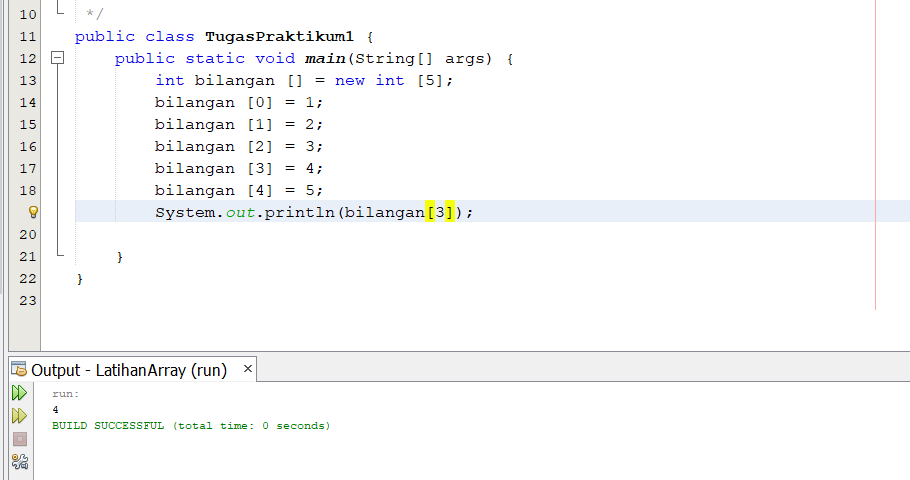 10 */
11 public class TugasPraktikum1 {
12 public static void main(String[] args) {
13 int bilangan [] = new int [5];
14 bilangan [0] = 1;
15 bilangan [1] = 2;
16 bilangan [2] = 3;
17 bilangan [3] = 4;
18 bilangan [4] = 5;
System.out.println(bilangan[3]);
20
21 }
22 }
23
Output - LatihanArray (run) ×
run:
4
BUILD SUCCESSFUL (total time: 0 seconds)